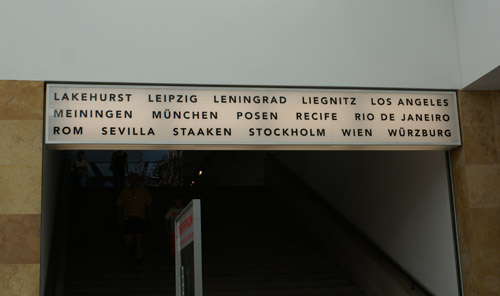 LAKEHURST LEIPZIG LENINGRAD LIEGNITZ LOS ANGELES
MEININGEN MÜNCHEN POSEN RECIFE RIO DE JANEIRO
ROM SEVILLA STAAKEN STOCKHOLM WIEN WÜRZBURG